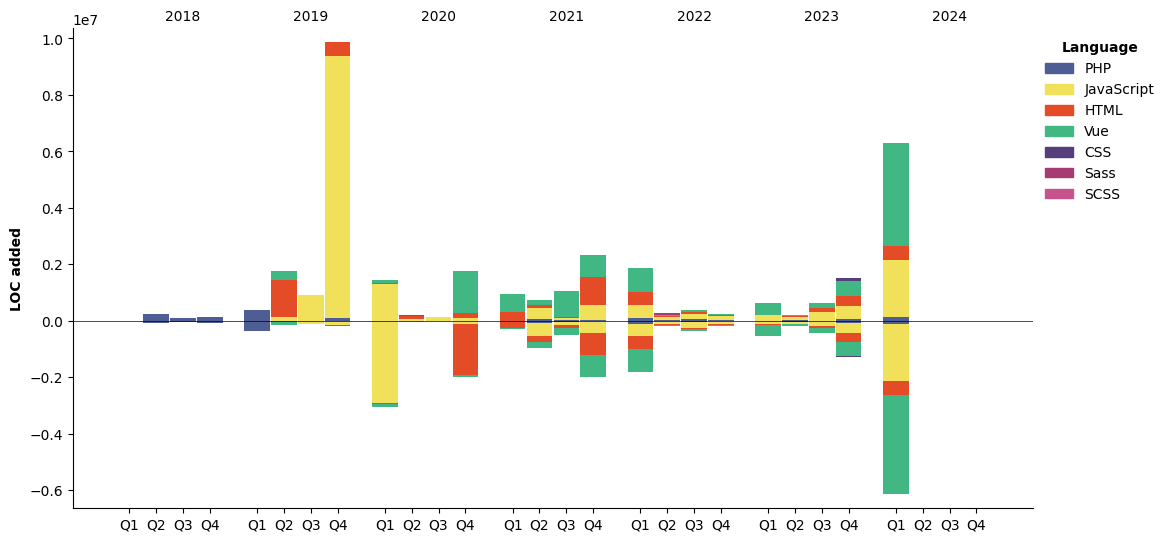 1e7
2018 2019 2020 2021 2022 2023 2024
Language
PHP
JavaScript
HTML
Vue
CSS
Sass
SCSS
LOC added
1.0
0.8
0.6
0.4
0.2
0.0
−0.2
−0.4
−0.6
Q1 Q2 Q3 Q4 Q1 Q2 Q3 Q4 Q1 Q2 Q3 Q4 Q1 Q2 Q3 Q4 Q1 Q2 Q3 Q4 Q1 Q2 Q3 Q4 Q1 Q2 Q3 Q4